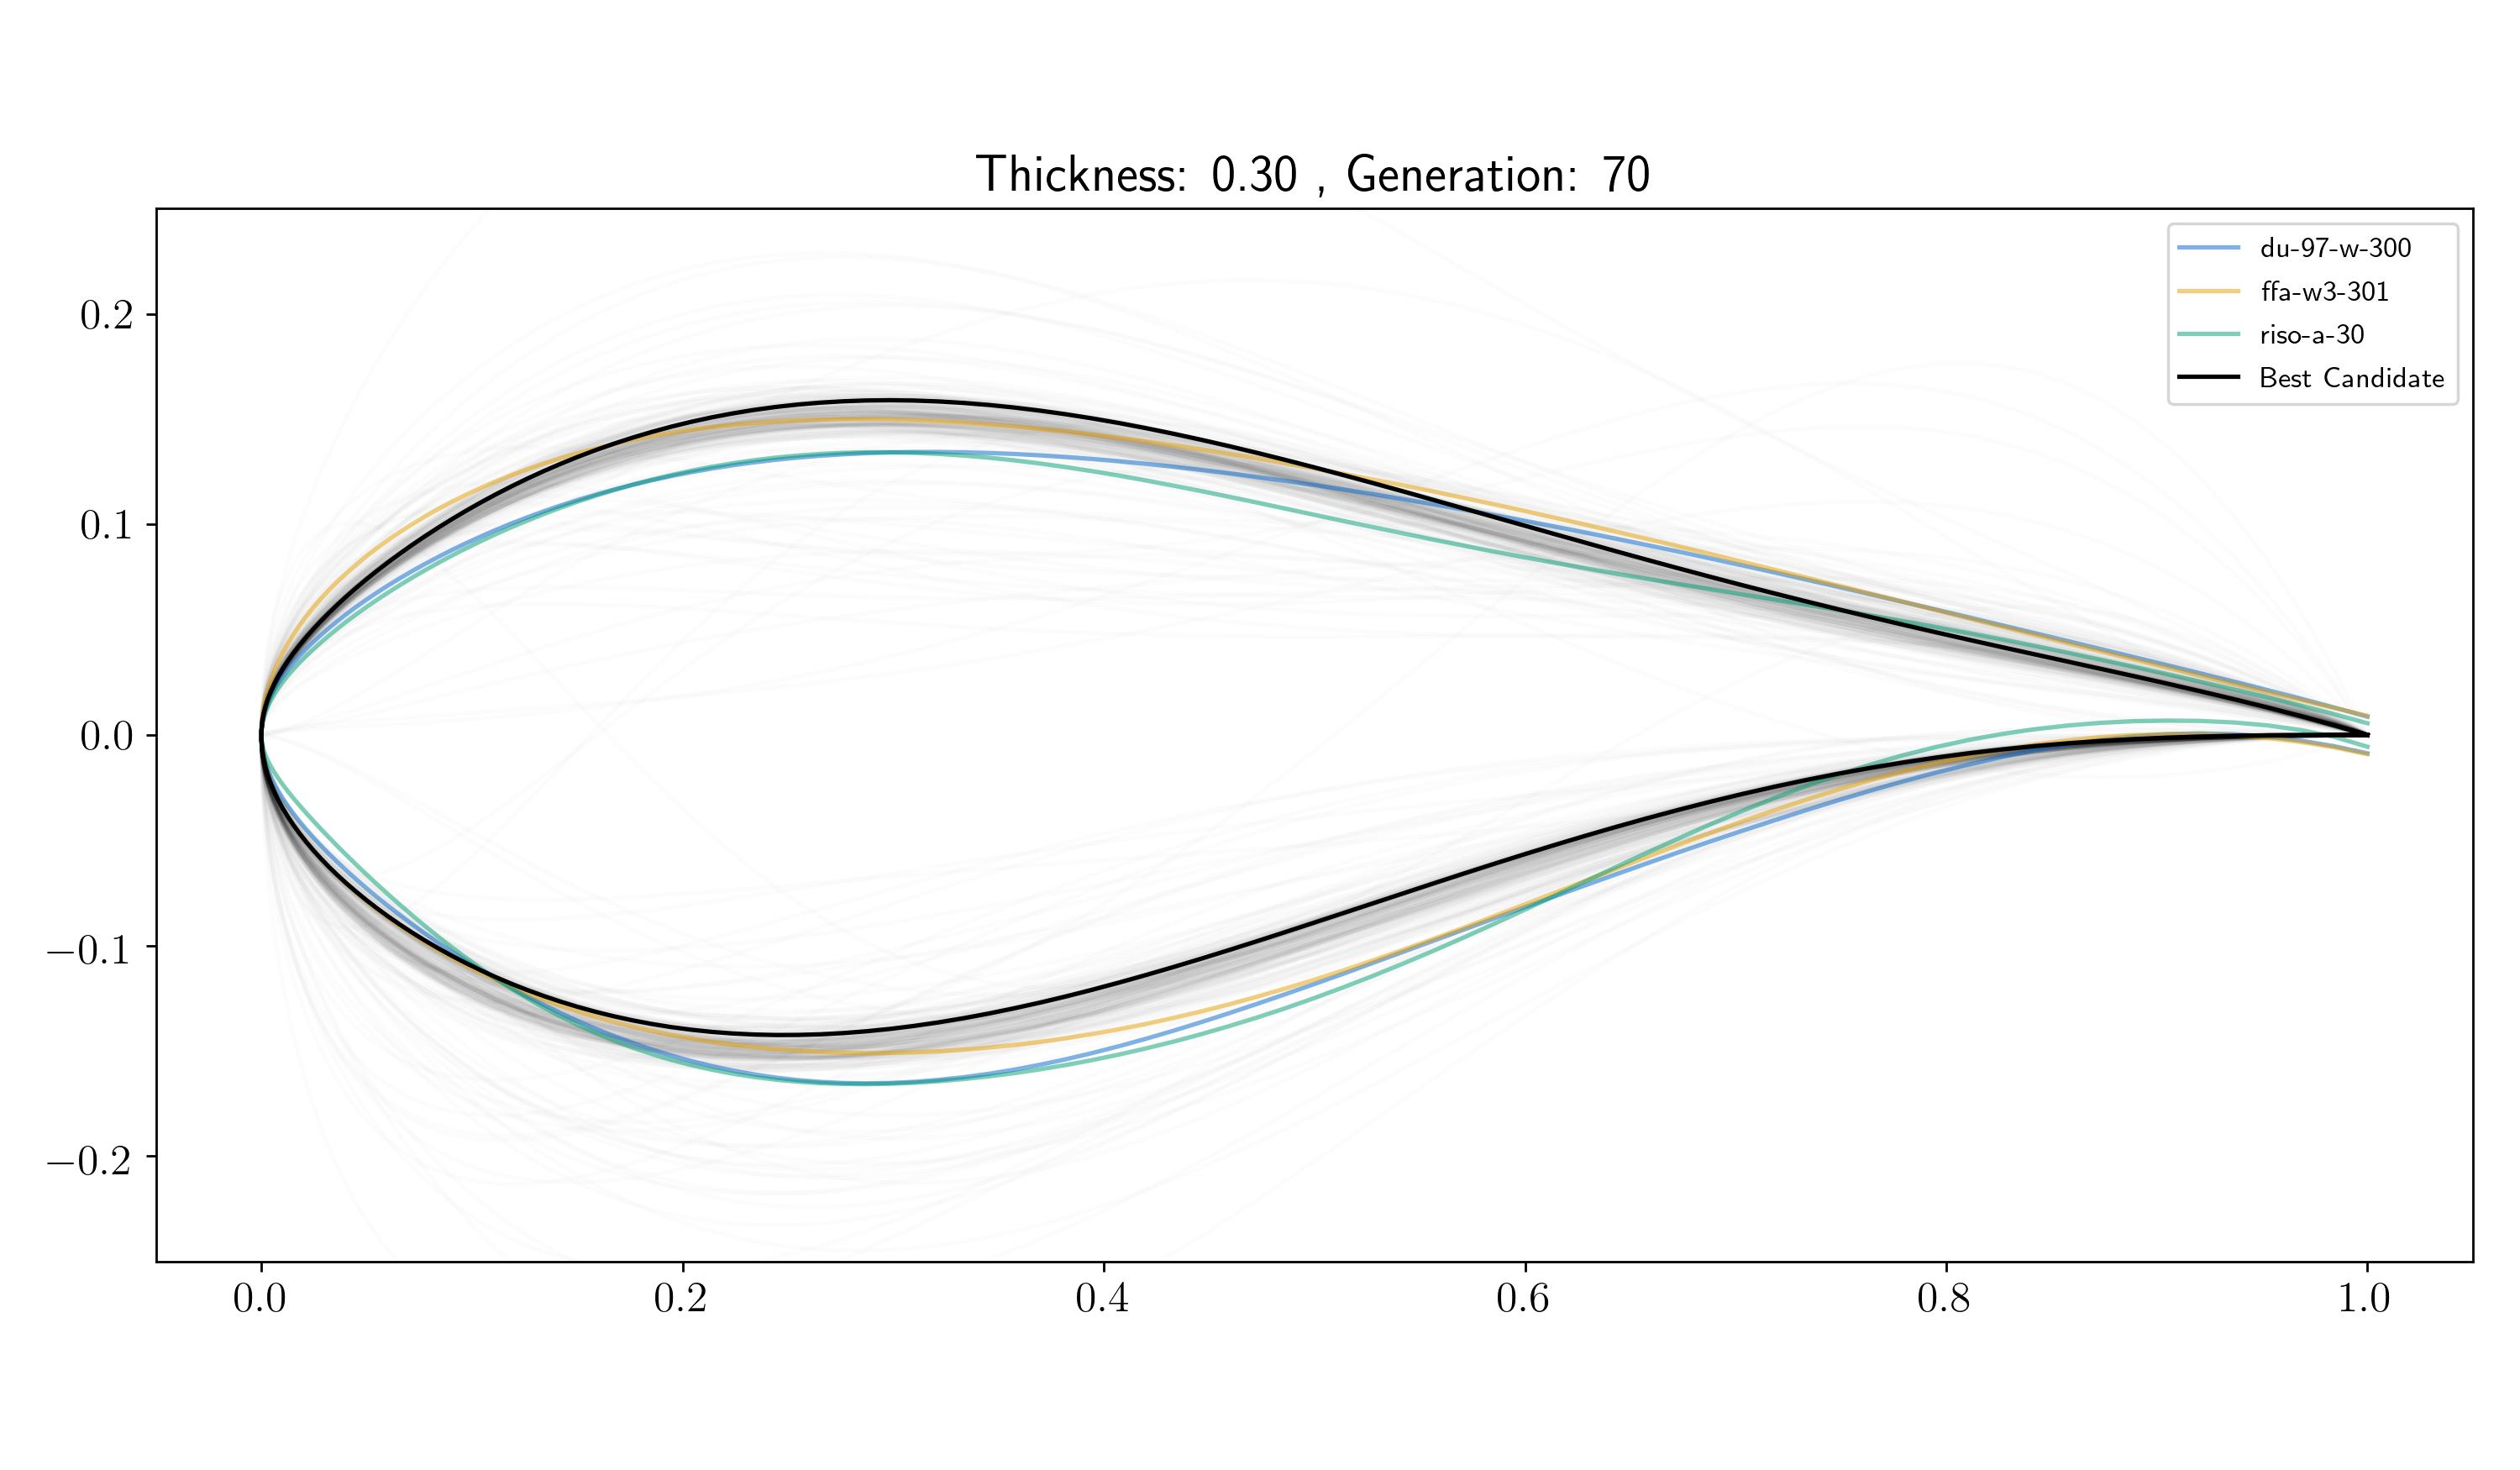 Thickness: 0.30 , Generation: 70
du-97-w-300
ffa-w3-301
riso-a-30
Best Candidate
0.2
0.1
0.0
−0.1
−0.2
0.0 0.2 0.4 0.6 0.8 1.0